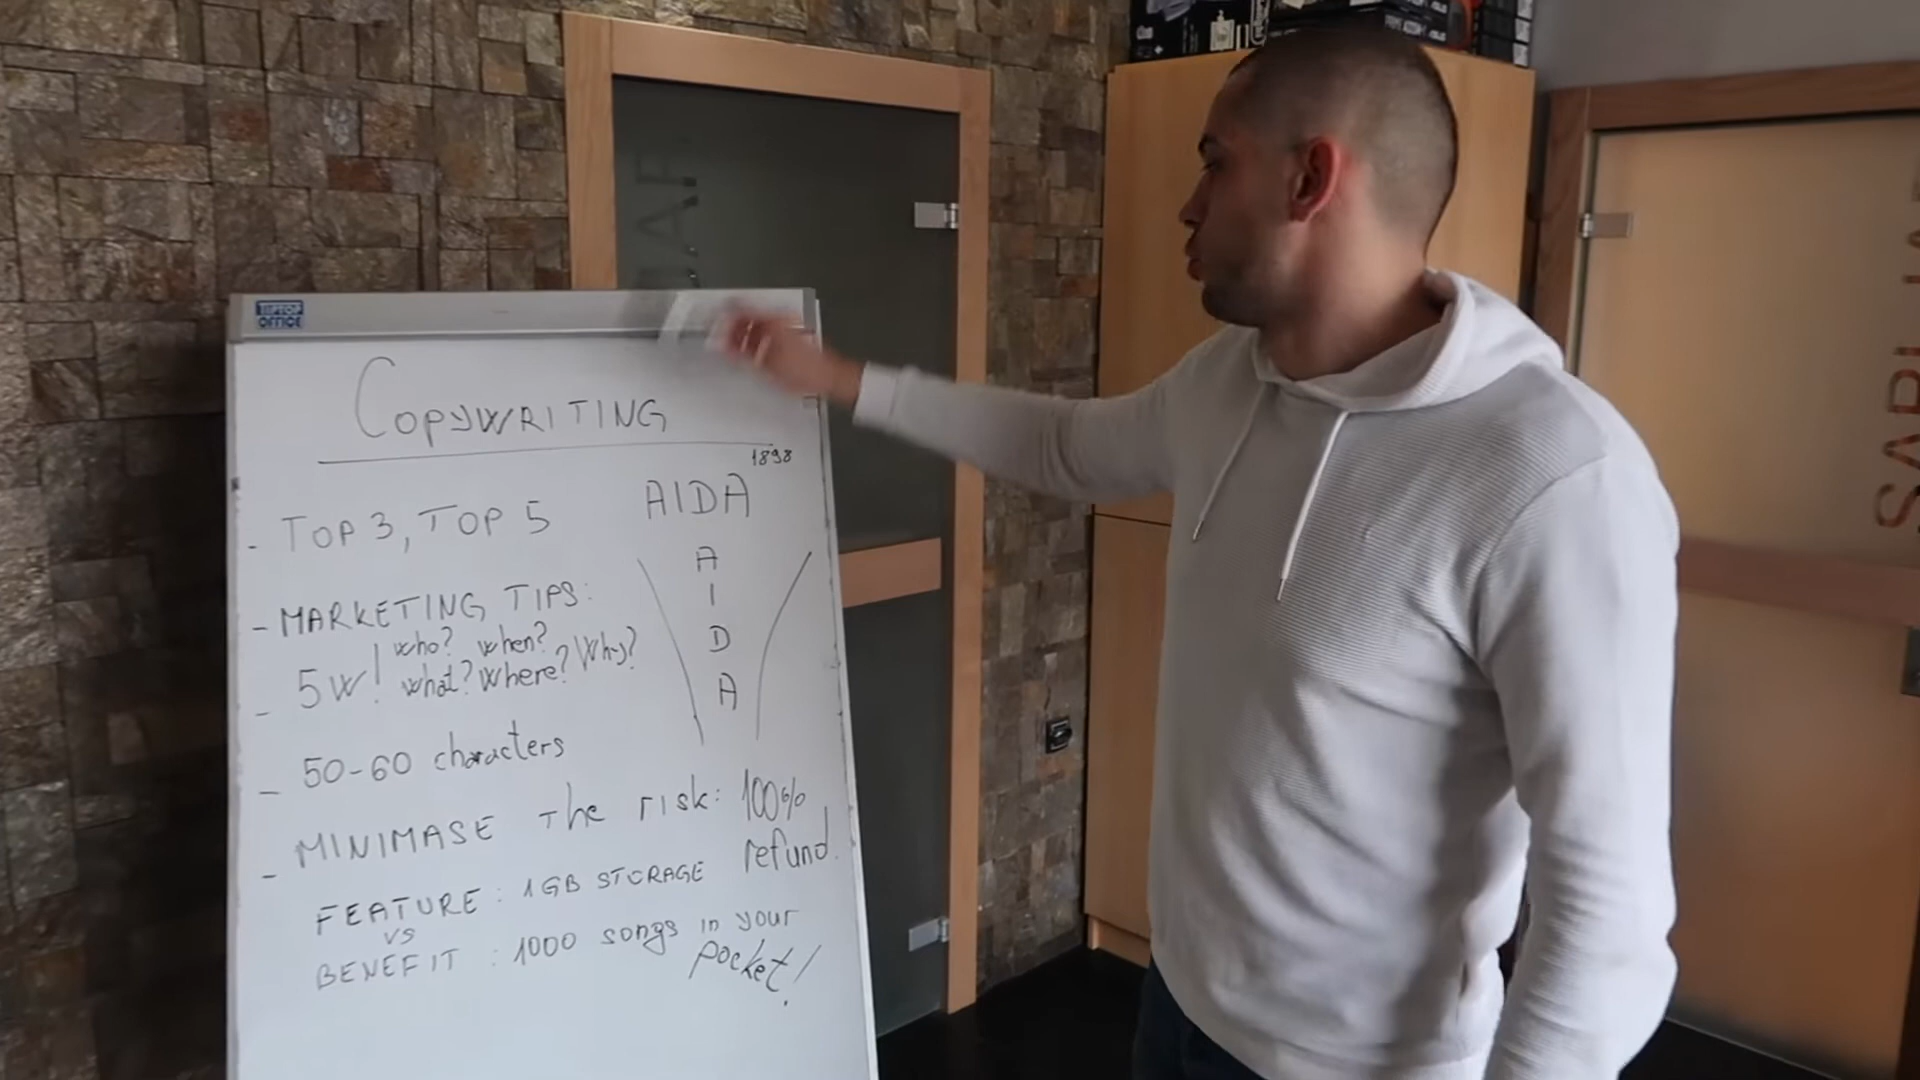 TIPTOP
OFFICE
COPYWRITING
1898
- TOP 3, TOP 5
AIDA
A
I
D
A
- MARKETING TIPS:
- 5W! who? when?
what? Where? Why?
- 50-60 characters
- MINIMASE The risk: 100%
refund
FEATURE: 1GB STORAGE
VS
BENEFIT: 1000 songs in your
pocket!